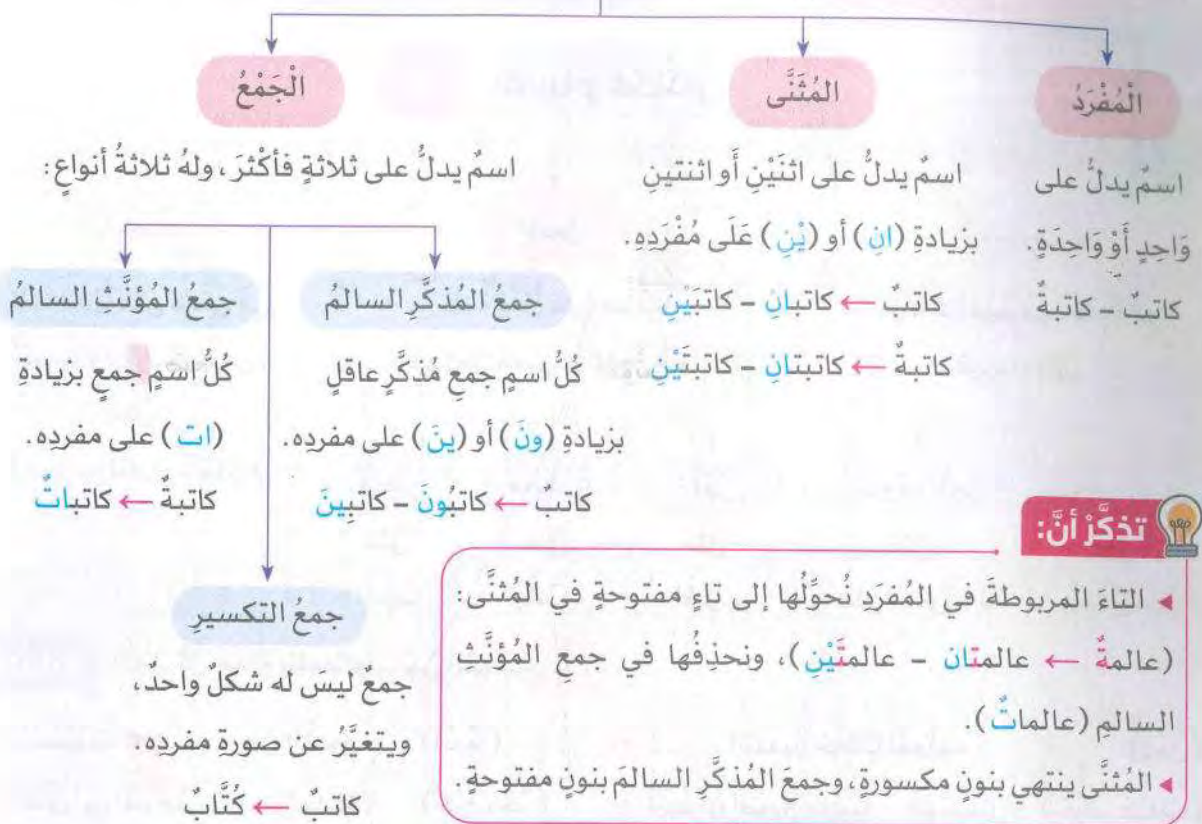 الْمُفْرَدُ
اسمٌ يدلُّ على
وَاحِدٍ أَوْ وَاحِدَةٍ.
كاتبٌ – كاتبةٌ
المُثَنَّى
اسمٌ يدلُّ على اثنَيْنِ أَو اثنتينِ
بزيادةِ (انِ) أو (يْنِ) عَلَى مُفْرَدِهِ.
كاتبٌ ← كاتبانِ – كاتبَيْنِ
كاتبةٌ ← كاتبتانِ – كاتبتَيْنِ
الْجَمْعُ
اسمٌ يدلُّ على ثلاثةٍ فأكْثرَ، ولهُ ثلاثةُ أنواعٍ:
جمعُ المُذكَّرِ السالمُ
كُلُّ اسمٍ جمعِ مُذكَّرٍ عاقلٍ
بزيادةِ (ونَ) أو (ينَ) على مفردِه.
كاتبٌ ← كاتبُونَ – كاتبِينَ
جمعُ المُؤنَّثِ السالمُ
كُلُّ اسمٍ جمعٍ بزيادةِ
(ات) على مفردِه.
كاتبةٌ ← كاتباتٌ
جمعُ التكسيرِ
جمعٌ ليسَ له شكلٌ واحدٌ،
ويتغيَّرُ عن صورةِ مفردِه:
كاتبٌ ← كُتَّابٌ
تذكَّرْ أنَّ:
◂ التاءَ المربوطةَ في المُفرَدِ نُحوِّلُها إلى تاءٍ مفتوحةٍ في المُثنَّى:
(عالمةٌ ← عالمتان – عالمتَيْنِ)، ونحذِفُها في جمعِ المُؤنَّثِ
السالمِ (عالماتٌ).
◂ المُثنَّى ينتهي بنونٍ مكسورةٍ، وجمعَ المُذكَّرِ السالمَ بنونٍ مفتوحةٍ.